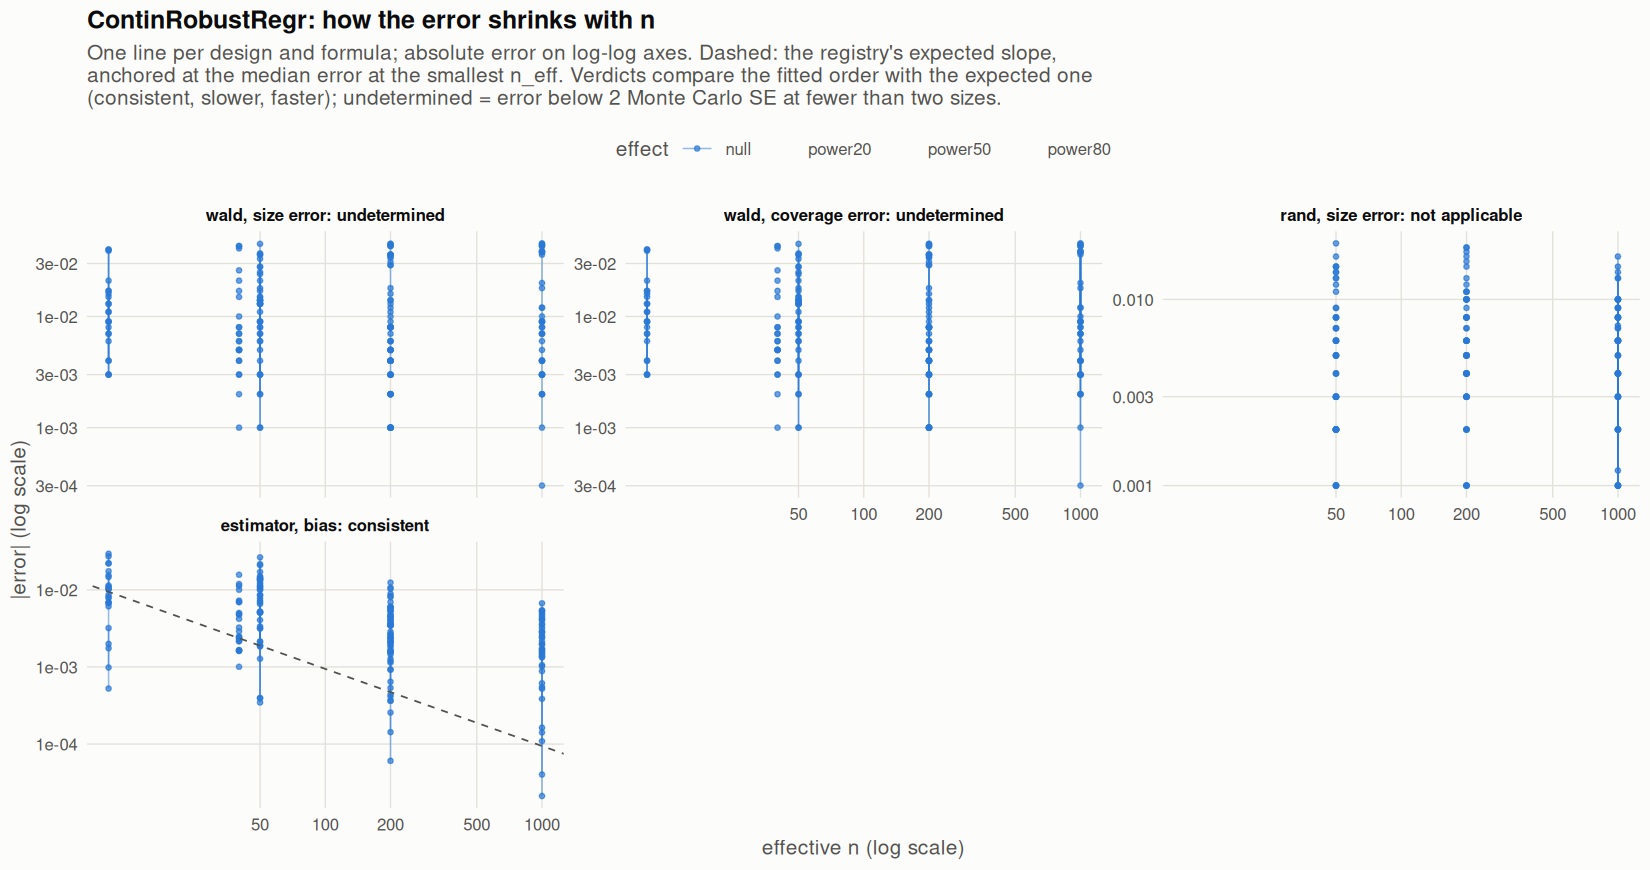 ContinRobustRegr: how the error shrinks with n
One line per design and formula; absolute error on log-log axes. Dashed: the registry's expected slope,
anchored at the median error at the smallest n_eff. Verdicts compare the fitted order with the expected one
(consistent, slower, faster); undetermined = error below 2 Monte Carlo SE at fewer than two sizes.
effect null power20 power50 power80
wald, size error: undetermined
3e-02
1e-02
3e-03
1e-03
3e-04
wald, coverage error: undetermined
3e-02
1e-02
3e-03
1e-03
3e-04
50 100 200 500 1000
rand, size error: not applicable
0.010
0.003
0.001
50 100 200 500 1000
estimator, bias: consistent
1e-02
1e-03
1e-04
50 100 200 500 1000
|error| (log scale)
effective n (log scale)